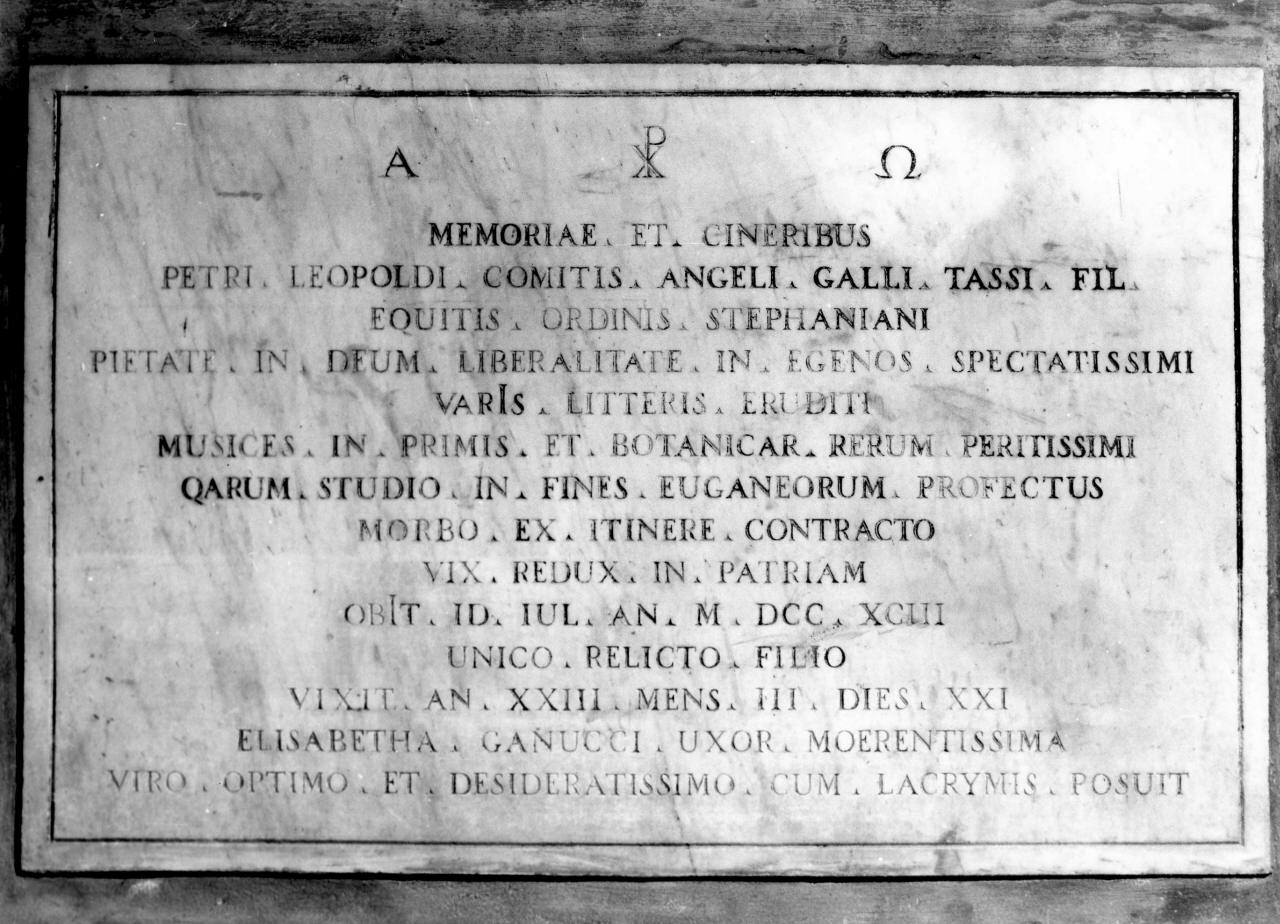 Α ☧ Ω
MEMORIAE. ET. CINERIBUS
PETRI. LEOPOLDI. COMITIS. ANGELI. GALLI. TASSI. FIL.
EQUITIS. ORDINIS. STEPHANIANI
PIETATE. IN. DEUM. LIBERALITATE. IN. EGENOS. SPECTATISSIMI
VARIS. LITTERIS. ERUDITI
MUSICES. IN. PRIMIS. ET. BOTANICAR. RERUM. PERITISSIMI
QARUM. STUDIO. IN. FINES. EUGANEORUM. PROFECTUS
MORBO. EX. ITINERE. CONTRACTO
VIX. REDUX. IN. PATRIAM
OBIT. ID. IUL. AN. M. DCC. XCIII
UNICO. RELICTO. FILIO
VIXIT. AN. XXIII. MENS. III. DIES. XXI
ELISABETHA. GANUCCI. UXOR. MOERENTISSIMA
VIRO. OPTIMO. ET. DESIDERATISSIMO. CUM. LACRYMIS. POSUIT